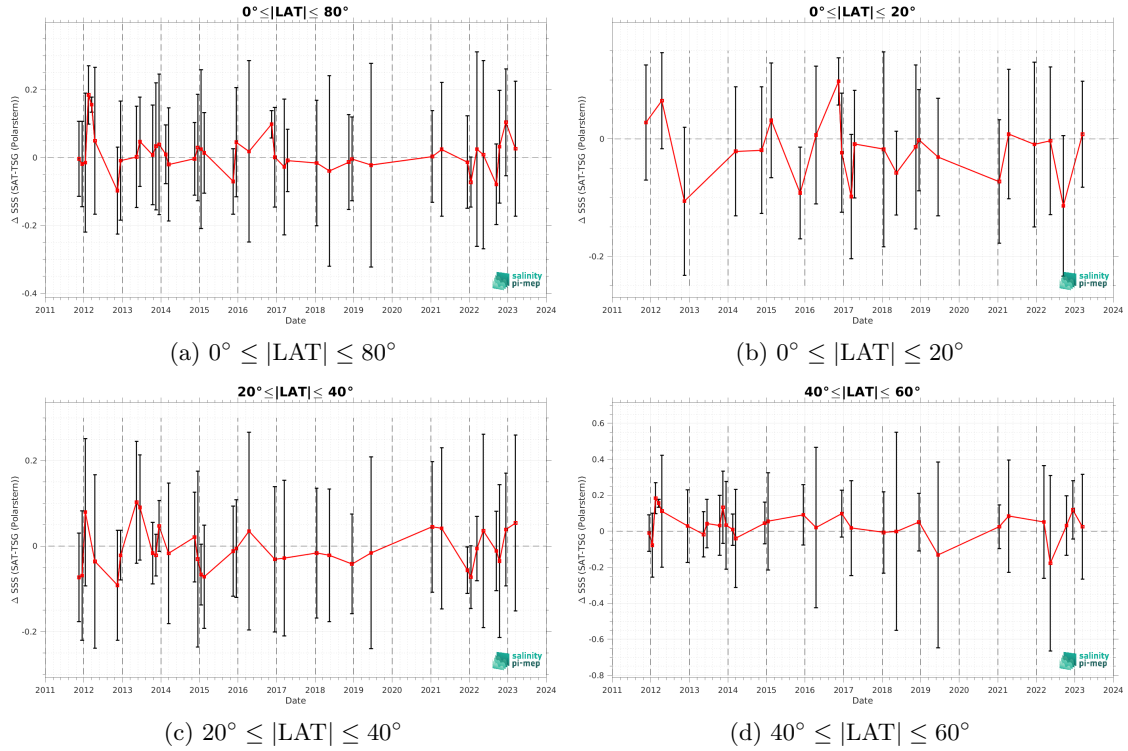 0°≤|LAT|≤ 80°
Δ SSS (SAT-TSG (Polarstern))
0.2
0
-0.2
-0.4
2011 2012 2013 2014 2015 2016 2017 2018 2019 2020 2021 2022 2023 2024
Date
salinity
pi-mep
(a) 0° ≤ |LAT| ≤ 80°
0°≤|LAT|≤ 20°
Δ SSS (SAT-TSG (Polarstern))
0
-0.2
2011 2012 2013 2014 2015 2016 2017 2018 2019 2020 2021 2022 2023 2024
Date
salinity
pi-mep
(b) 0° ≤ |LAT| ≤ 20°
20°≤|LAT|≤ 40°
Δ SSS (SAT-TSG (Polarstern))
0.2
0
-0.2
2011 2012 2013 2014 2015 2016 2017 2018 2019 2020 2021 2022 2023 2024
Date
salinity
pi-mep
(c) 20° ≤ |LAT| ≤ 40°
40°≤|LAT|≤ 60°
Δ SSS (SAT-TSG (Polarstern))
0.6
0.4
0.2
0
-0.2
-0.4
-0.6
-0.8
2011 2012 2013 2014 2015 2016 2017 2018 2019 2020 2021 2022 2023 2024
Date
salinity
pi-mep
(d) 40° ≤ |LAT| ≤ 60°